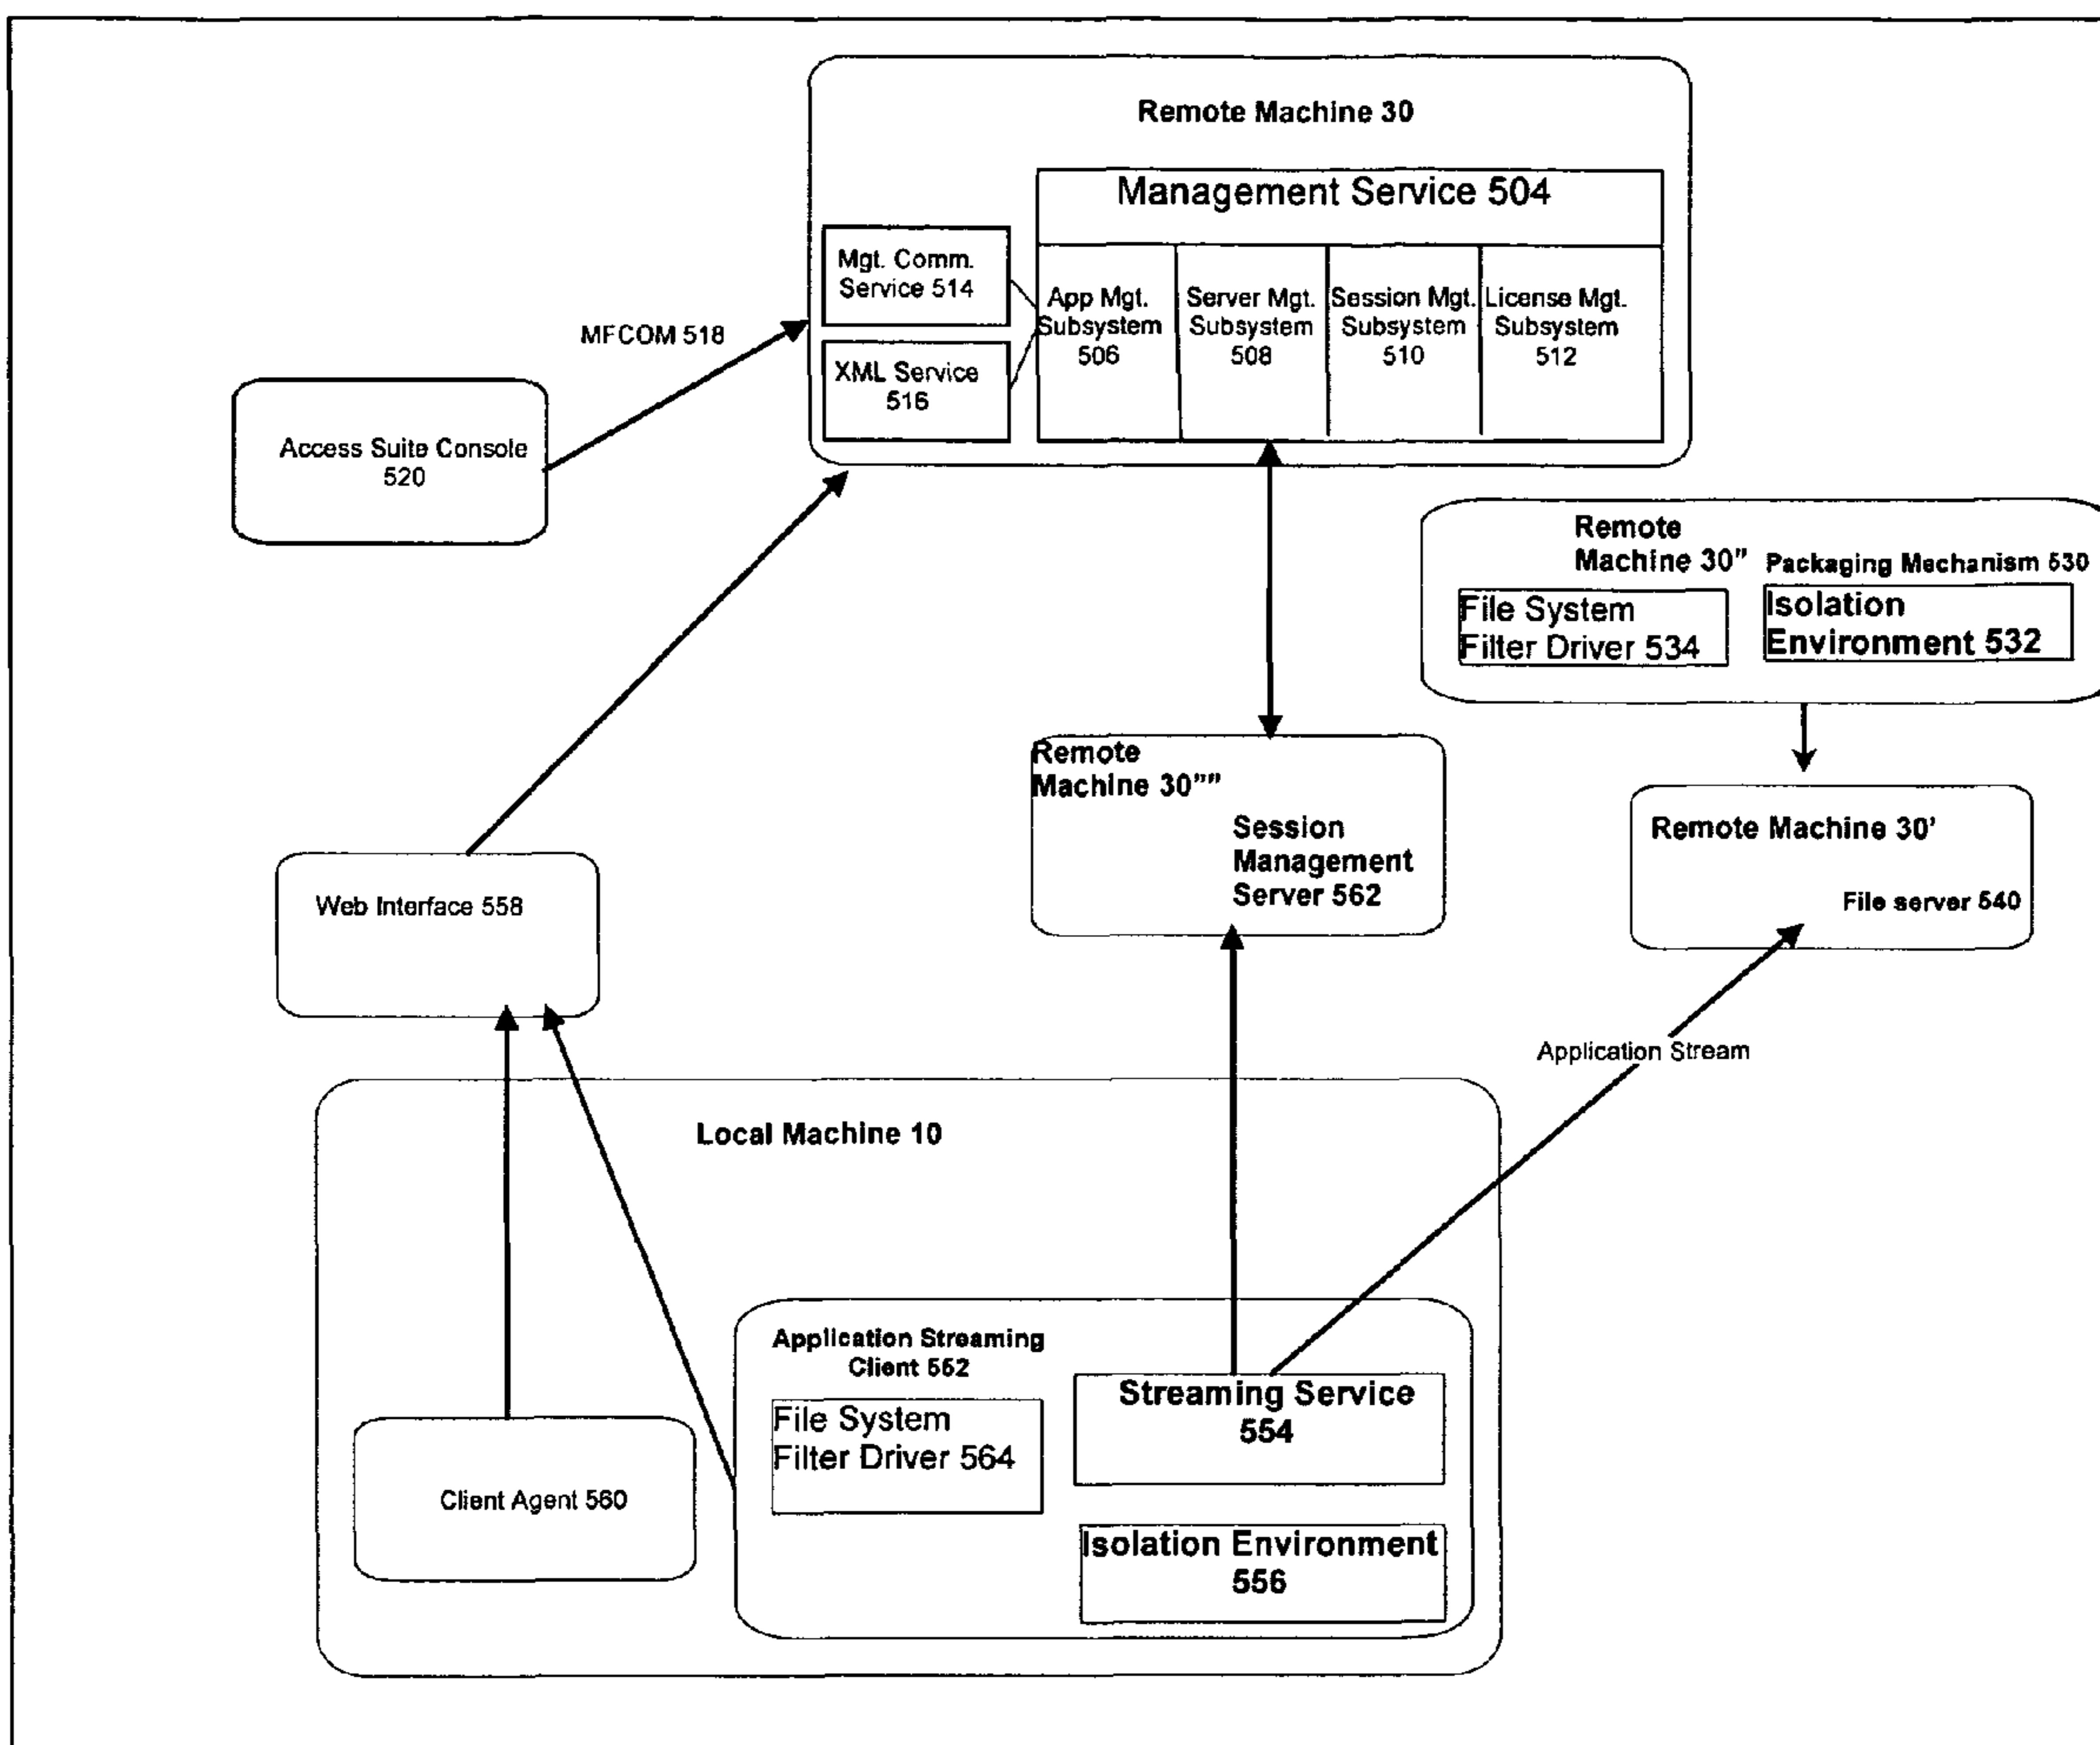 Remote Machine 30
Management Service 504
Mgt. Comm.
Service 514
App Mgt.
Subsystem
506
Server Mgt.
Subsystem
508
Session Mgt.
Subsystem
510
License Mgt.
Subsystem
512
XML Service
516
MFCOM 518
Access Suite Console
520
Remote
Machine 30"
Packaging Mechanism 530
File System
Filter Driver 534
Isolation
Environment 532
Remote
Machine 30""
Session
Management
Server 562
Remote Machine 30'
File server 540
Web Interface 558
Application Stream
Local Machine 10
Application Streaming
Client 552
File System
Filter Driver 564
Streaming Service
554
Client Agent 560
Isolation Environment
556